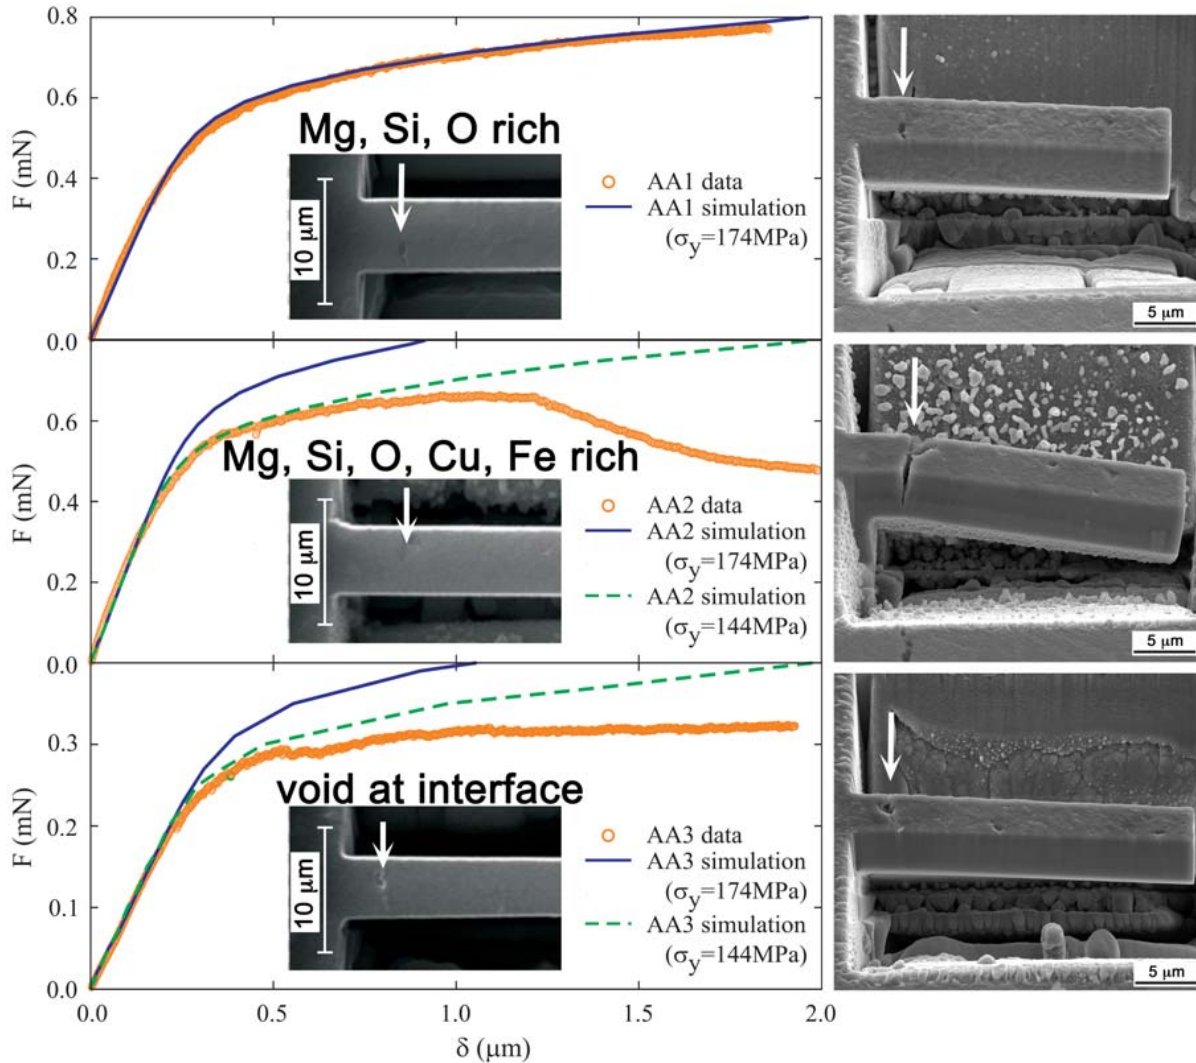 0.8
0.6
0.4
0.2
0.0
F (mN)
Mg, Si, O rich
10 μm
AA1 data
AA1 simulation
(σy=174MPa)
5 μm
0.6
0.4
0.2
0.0
F (mN)
Mg, Si, O, Cu, Fe rich
10 μm
AA2 data
AA2 simulation
(σy=174MPa)
AA2 simulation
(σy=144MPa)
5 μm
0.3
0.2
0.1
0.0
F (mN)
void at interface
10 μm
AA3 data
AA3 simulation
(σy=174MPa)
AA3 simulation
(σy=144MPa)
5 μm
0.0
0.0 0.5 1.0 1.5 2.0
δ (μm)